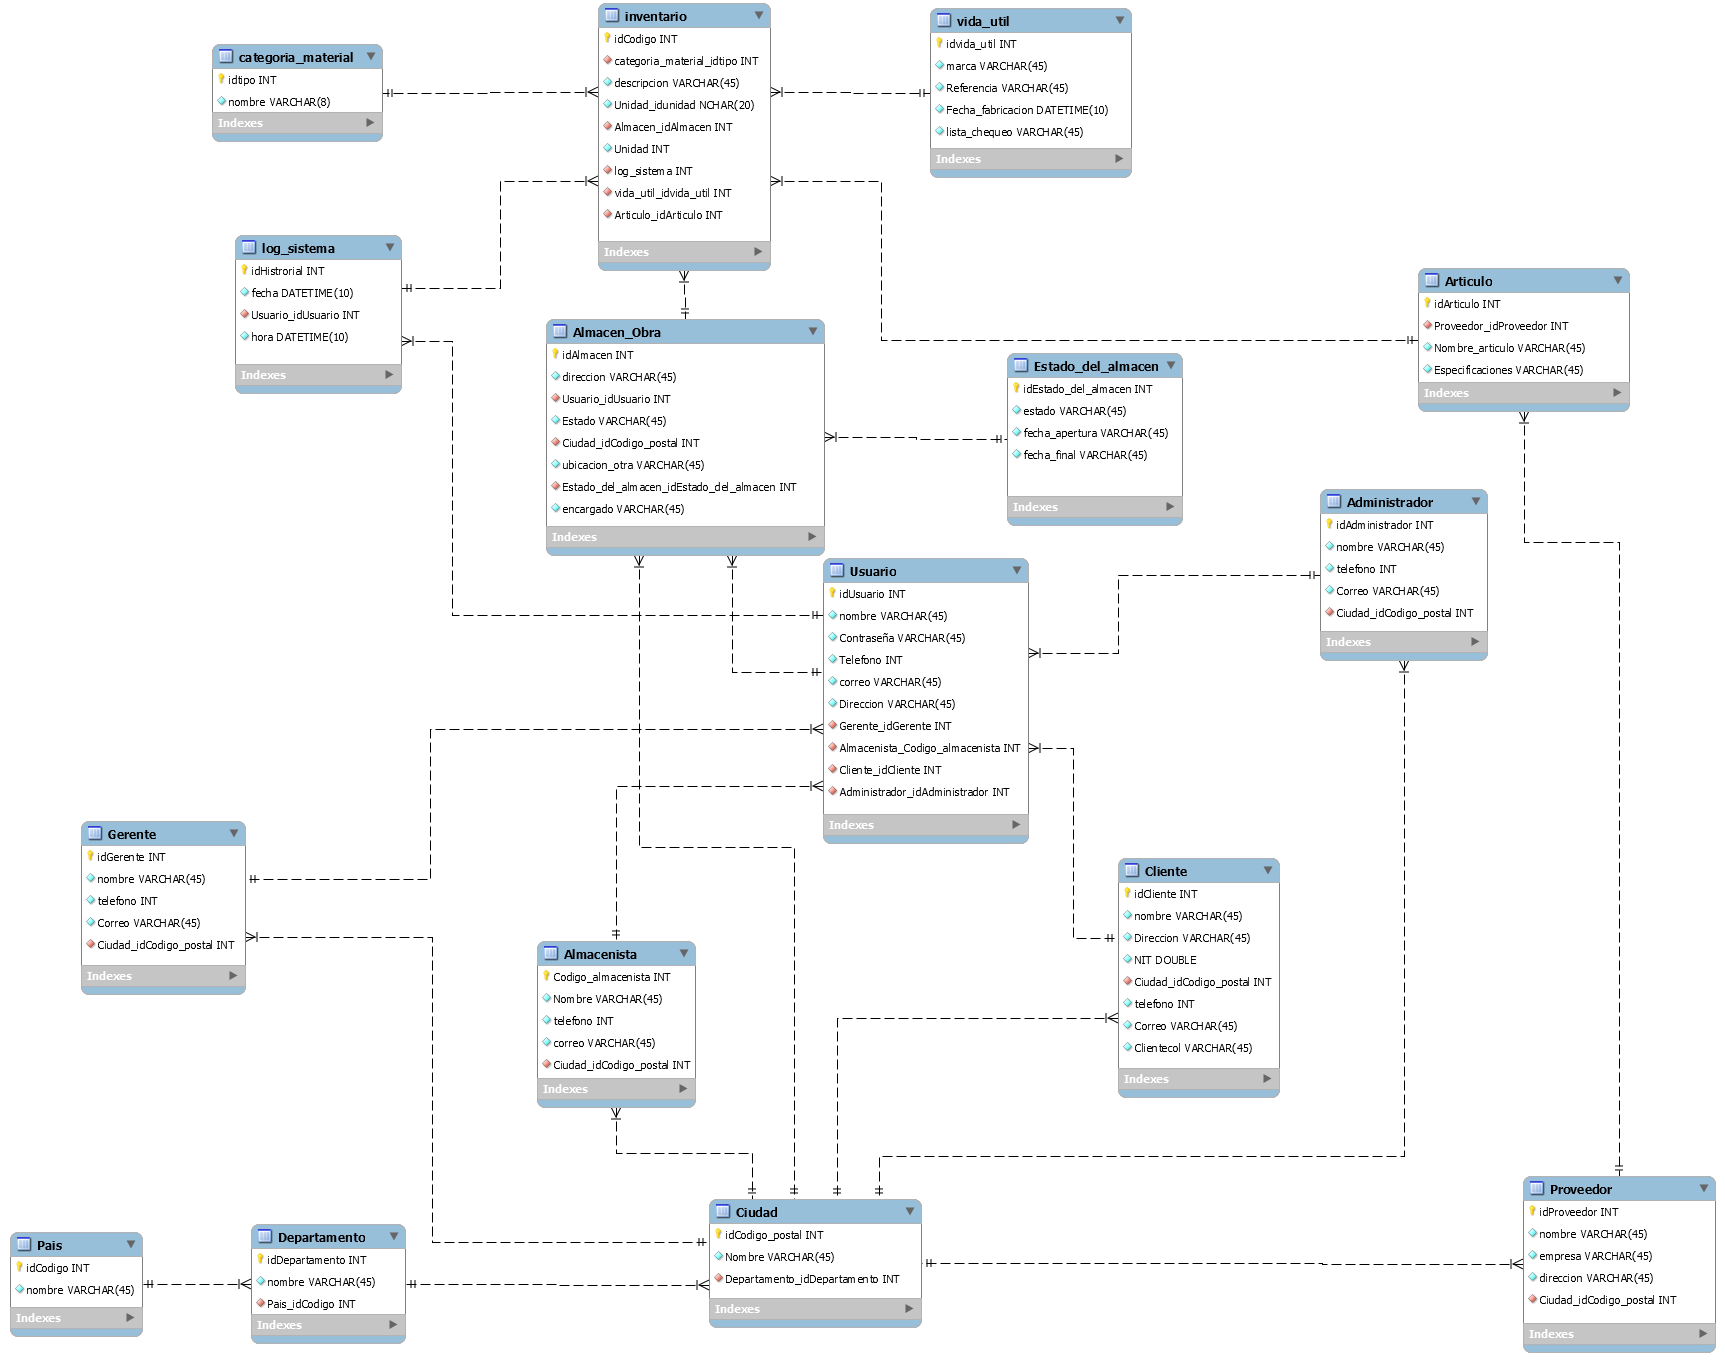 categoria_material
idtipo INT
nombre VARCHAR(8)
Indexes
inventario
idCodigo INT
categoria_material_idtipo INT
descripcion VARCHAR(45)
Unidad_idunidad NCHAR(20)
Almacen_idAlmacen INT
Unidad INT
log_sistema INT
vida_util_idvida_util INT
Articulo_idArticulo INT
Indexes
vida_util
idvida_util INT
marca VARCHAR(45)
Referencia VARCHAR(45)
Fecha_fabricacion DATETIME(10)
lista_chequeo VARCHAR(45)
Indexes
log_sistema
idHistrorial INT
fecha DATETIME(10)
Usuario_idUsuario INT
hora DATETIME(10)
Indexes
Almacen_Obra
idAlmacen INT
direccion VARCHAR(45)
Usuario_idUsuario INT
Estado VARCHAR(45)
Ciudad_idCodigo_postal INT
ubicacion_otra VARCHAR(45)
Estado_del_almacen_idEstado_del_almacen INT
encargado VARCHAR(45)
Indexes
Estado_del_almacen
idEstado_del_almacen INT
estado VARCHAR(45)
fecha_apertura VARCHAR(45)
fecha_final VARCHAR(45)
Indexes
Articulo
idArticulo INT
Proveedor_idProveedor INT
Nombre_articulo VARCHAR(45)
Especificaciones VARCHAR(45)
Indexes
Administrador
idAdministrador INT
nombre VARCHAR(45)
telefono INT
Correo VARCHAR(45)
Ciudad_idCodigo_postal INT
Indexes
Usuario
idUsuario INT
nombre VARCHAR(45)
Contraseña VARCHAR(45)
Telefono INT
correo VARCHAR(45)
Direccion VARCHAR(45)
Gerente_idGerente INT
Almacenista_Codigo_almacenista INT
Cliente_idCliente INT
Administrador_idAdministrador INT
Indexes
Gerente
idGerente INT
nombre VARCHAR(45)
telefono INT
Correo VARCHAR(45)
Ciudad_idCodigo_postal INT
Indexes
Almacenista
Codigo_almacenista INT
Nombre VARCHAR(45)
telefono INT
correo VARCHAR(45)
Ciudad_idCodigo_postal INT
Indexes
Cliente
idCliente INT
nombre VARCHAR(45)
Direccion VARCHAR(45)
NIT DOUBLE
Ciudad_idCodigo_postal INT
telefono INT
Correo VARCHAR(45)
Clientecol VARCHAR(45)
Indexes
Pais
idCodigo INT
nombre VARCHAR(45)
Indexes
Departamento
idDepartamento INT
nombre VARCHAR(45)
Pais_idCodigo INT
Indexes
Ciudad
idCodigo_postal INT
Nombre VARCHAR(45)
Departamento_idDepartamento INT
Indexes
Proveedor
idProveedor INT
nombre VARCHAR(45)
empresa VARCHAR(45)
direccion VARCHAR(45)
Ciudad_idCodigo_postal INT
Indexes